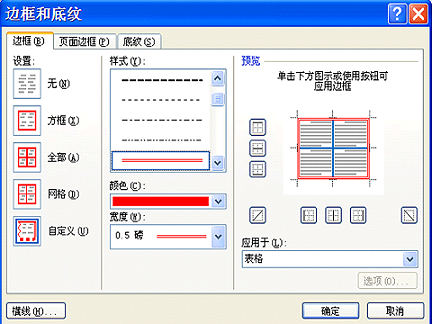 边框和底纹
边框(B) 页面边框(P) 底纹(S)
设置:
无(N)
方框(X)
全部(A)
网格(D)
自定义(U)
样式(Y):
颜色(C):
宽度(W):
0.5 磅
预览
单击下方图示或使用按钮可
应用边框
应用于(L):
表格
选项(O)...
横线(H)...
确定
取消